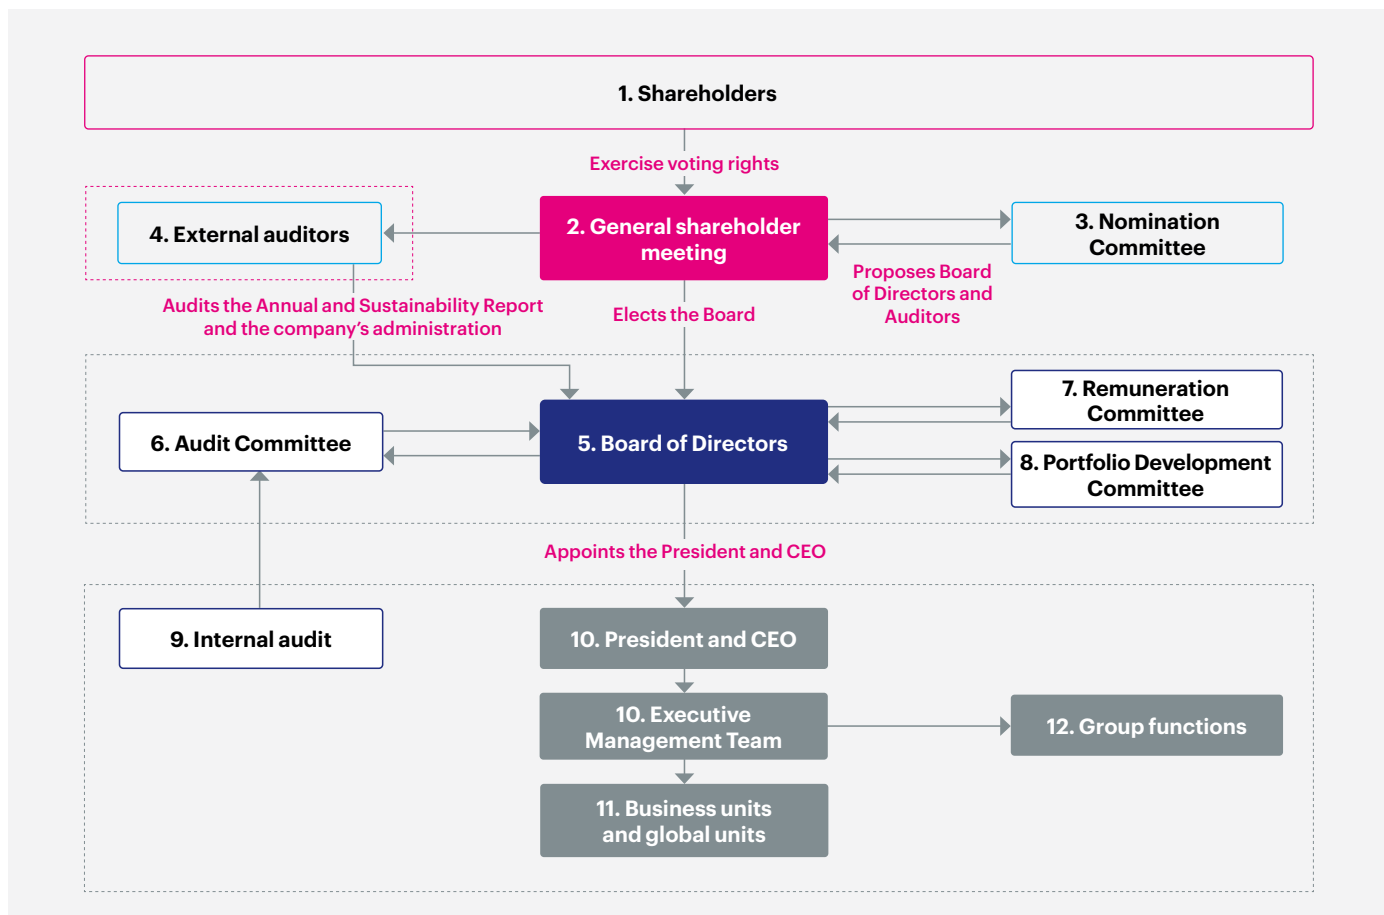 1. Shareholders
Exercise voting rights
4. External auditors
2. General shareholder
meeting
3. Nomination
Committee
Proposes Board
of Directors and
Auditors
Audits the Annual and Sustainability Report
and the company’s administration
Elects the Board
6. Audit Committee
5. Board of Directors
7. Remuneration
Committee
8. Portfolio Development
Committee
Appoints the President and CEO
9. Internal audit
10. President and CEO
10. Executive
Management Team
12. Group functions
11. Business units
and global units